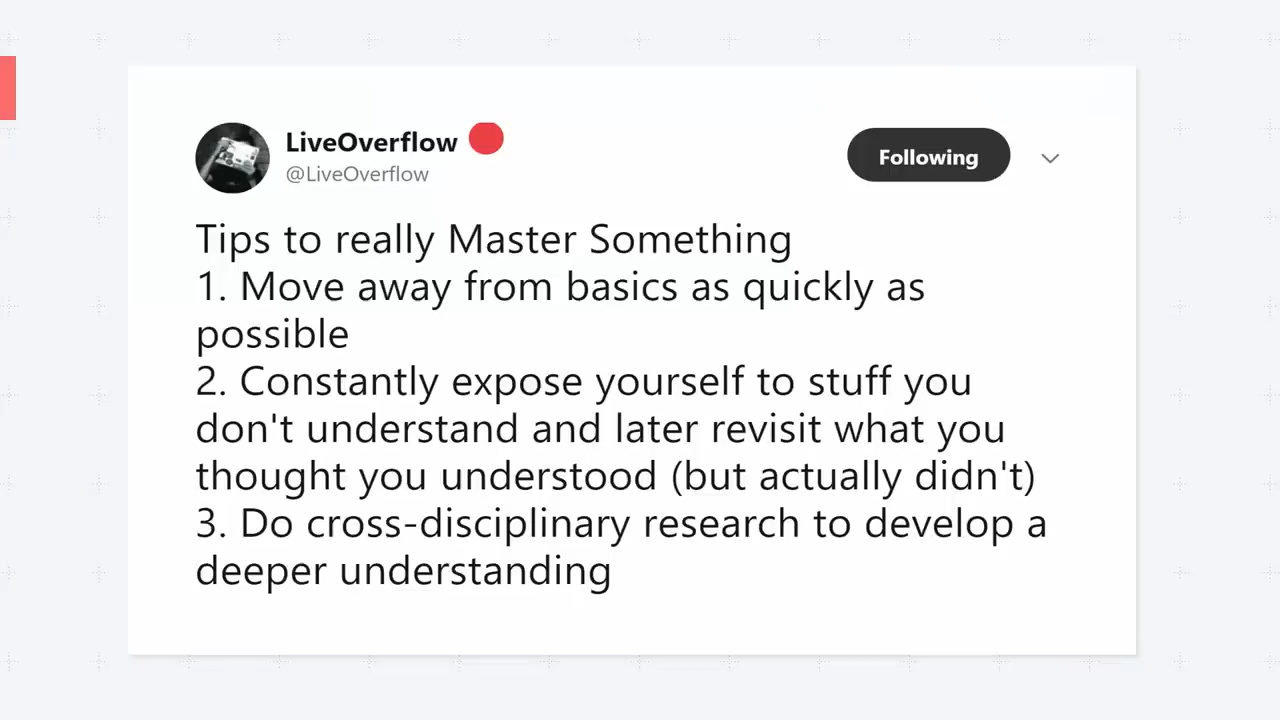 LiveOverflow
@LiveOverflow
Following
Tips to really Master Something
1. Move away from basics as quickly as
possible
2. Constantly expose yourself to stuff you
don't understand and later revisit what you
thought you understood (but actually didn't)
3. Do cross-disciplinary research to develop a
deeper understanding